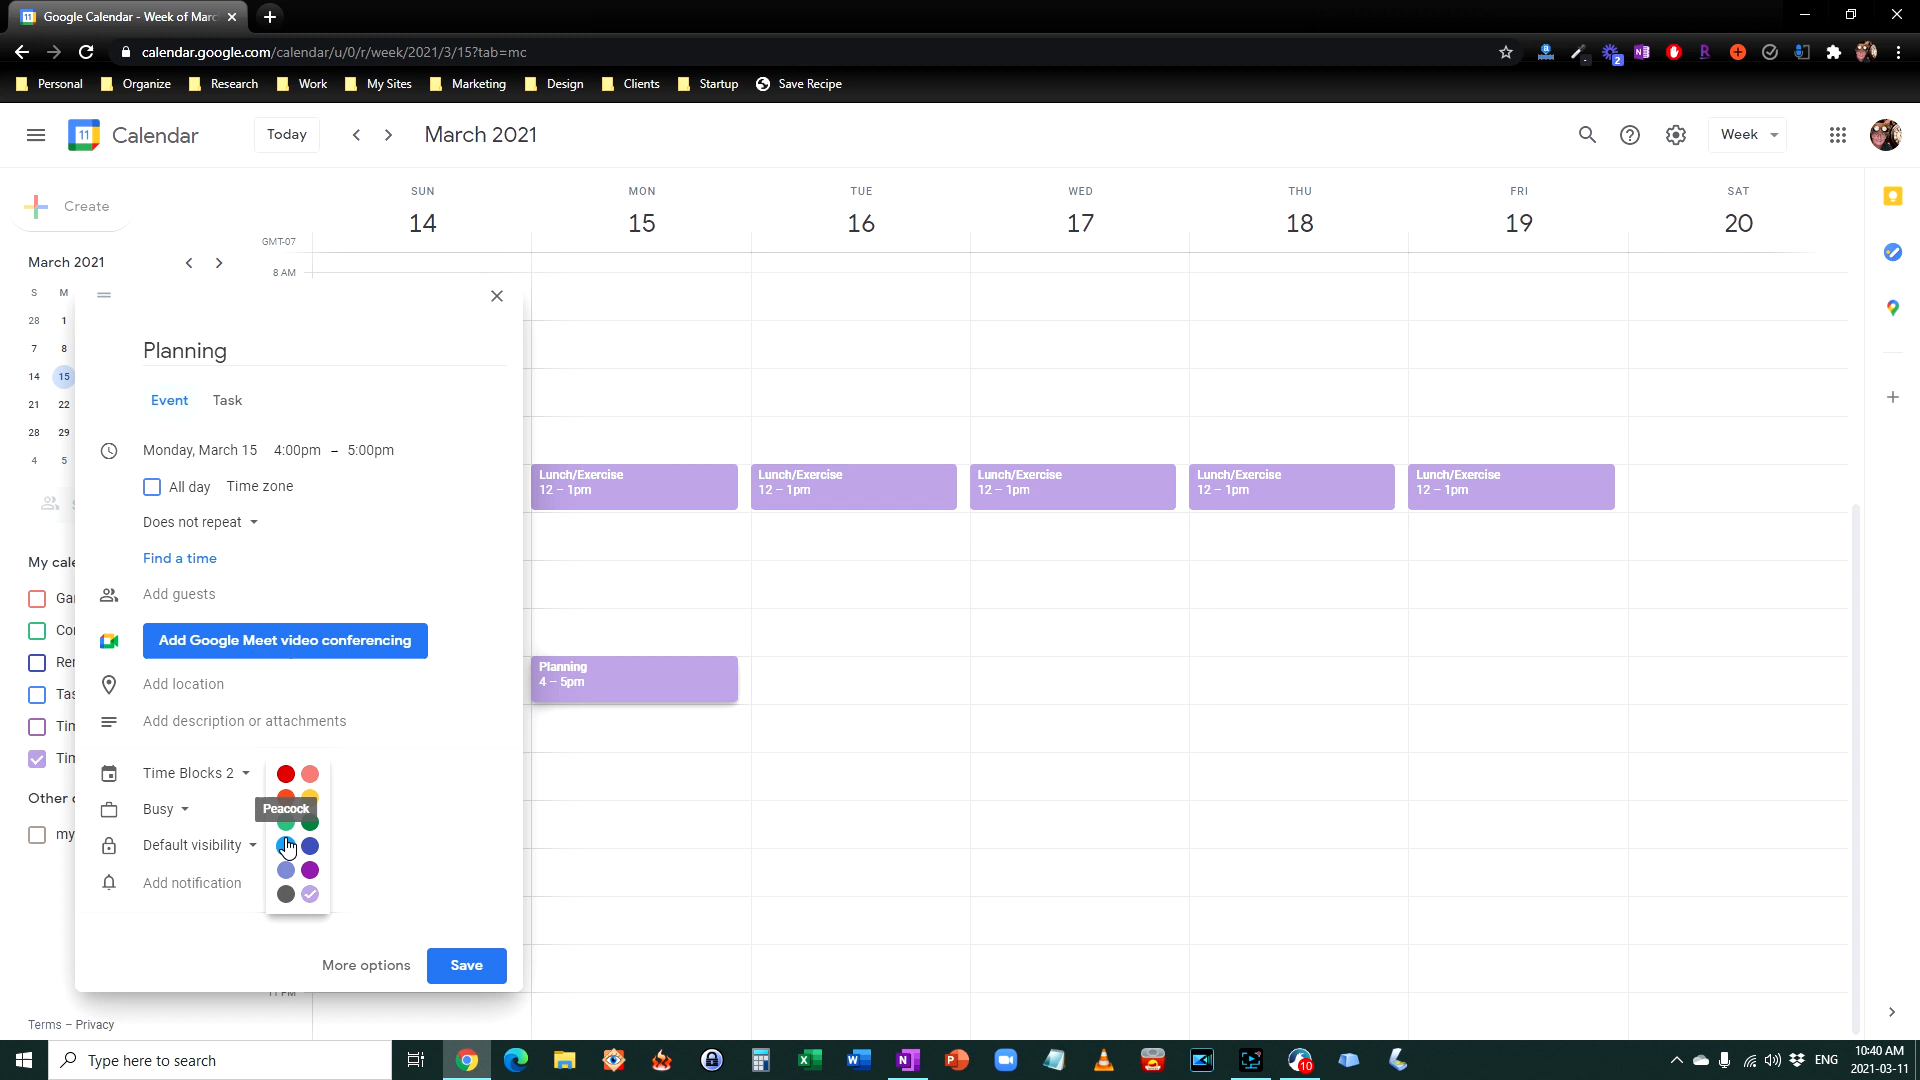 Google Calendar - Week of Marc
calendar.google.com/calendar/u/0/r/week/2021/3/15?tab=mc
2
Personal Organize Research Work My Sites Marketing Design Clients Startup Save Recipe
11 Calendar Today March 2021 Week
Create
SUN MON TUE WED THU FRI SAT
14 15 16 17 18 19 20
GMT-07
8 AM
March 2021
S M
28 1
7 8
14 15
21 22
28 29
4 5
My cale
Ga
Co
Re
Tas
Tim
Tim
Other c
my
Terms – Privacy
Planning
Event Task
Monday, March 15 4:00pm – 5:00pm
All day Time zone
Does not repeat
Find a time
Add guests
Add Google Meet video conferencing
Add location
Add description or attachments
Time Blocks 2
Busy
Peacock
Default visibility
Add notification
More options Save
11 PM
Lunch/Exercise Lunch/Exercise Lunch/Exercise Lunch/Exercise Lunch/Exercise
12 – 1pm 12 – 1pm 12 – 1pm 12 – 1pm 12 – 1pm
Planning
4 – 5pm
Type here to search
10
ENG
10:40 AM
2021-03-11